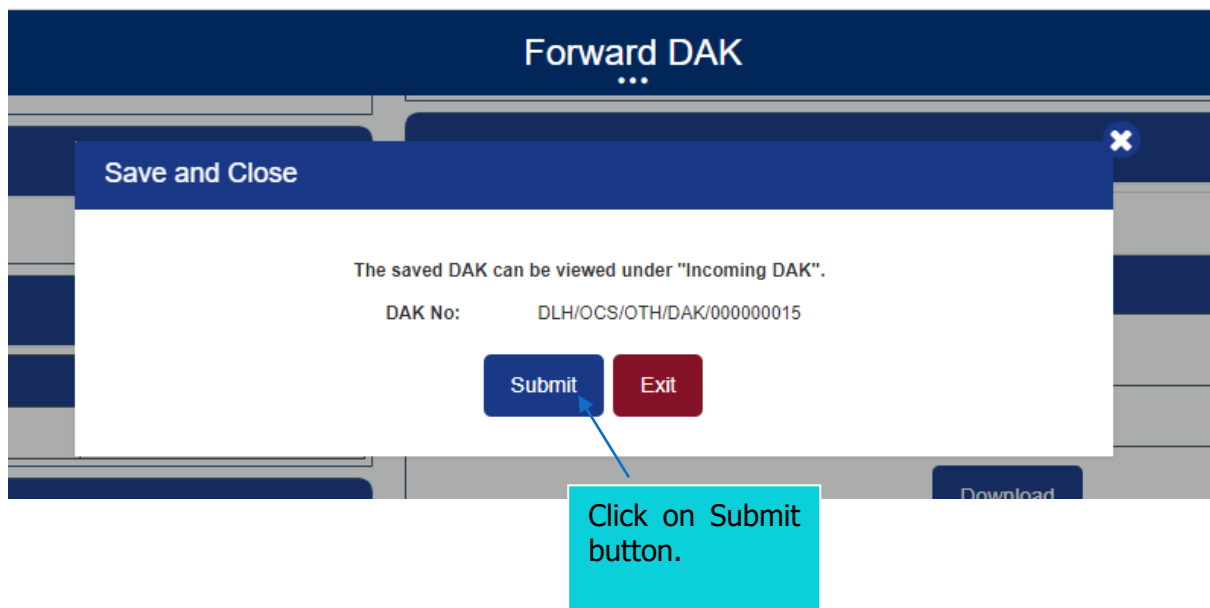 Forward DAK
Save and Close
The saved DAK can be viewed under "Incoming DAK".
DAK No: DLH/OCS/OTH/DAK/000000015
Submit Exit
Download
Click on Submit
button.